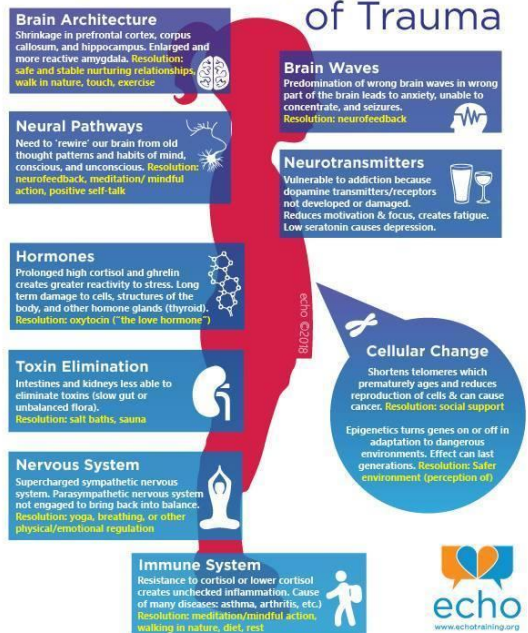 of Trauma
Brain Architecture
Shrinkage in prefrontal cortex, corpus
callosum, and hippocampus. Enlarged and
more reactive amygdala. Resolution:
safe and stable nurturing relationships,
walk in nature, touch, exercise
Brain Waves
Predomination of wrong brain waves in wrong
part of the brain leads to anxiety, unable to
concentrate, and seizures.
Resolution: neurofeedback
Neural Pathways
Need to 'rewire' our brain from old
thought patterns and habits of mind,
conscious, and unconscious. Resolution:
neurofeedback, meditation/ mindful
action, positive self-talk
Neurotransmitters
Vulnerable to addiction because
dopamine transmitters/receptors
not developed or damaged.
Reduces motivation & focus, creates fatigue.
Low seratonin causes depression.
Hormones
Prolonged high cortisol and ghrelin
creates greater reactivity to stress. Long
term damage to cells, structures of the
body, and other homone glands (thyroid).
Resolution: oxytocin ("the love hormone")
echo ©2018
Cellular Change
Shortens telomeres which
prematurely ages and reduces
reproduction of cells & can cause
cancer. Resolution: social support
Epigenetics turns genes on or off in
adaptation to dangerous
environments. Effect can last
generations. Resolution: Safer
environment (perception of)
Toxin Elimination
Intestines and kidneys less able to
eliminate toxins (slow gut or
unbalanced flora).
Resolution: salt baths, sauna
Nervous System
Supercharged sympathetic nervous
system. Parasympathetic nervous system
not engaged to bring back into balance.
Resolution: yoga, breathing, or other
physical/emotional regulation
Immune System
Resistance to cortisol or lower cortisol
creates unchecked inflammation. Cause
of many diseases: asthma, arthritis, etc.)
Resolution: meditation/mindful action,
walking in nature, diet, rest
echo
www.echotraining.org